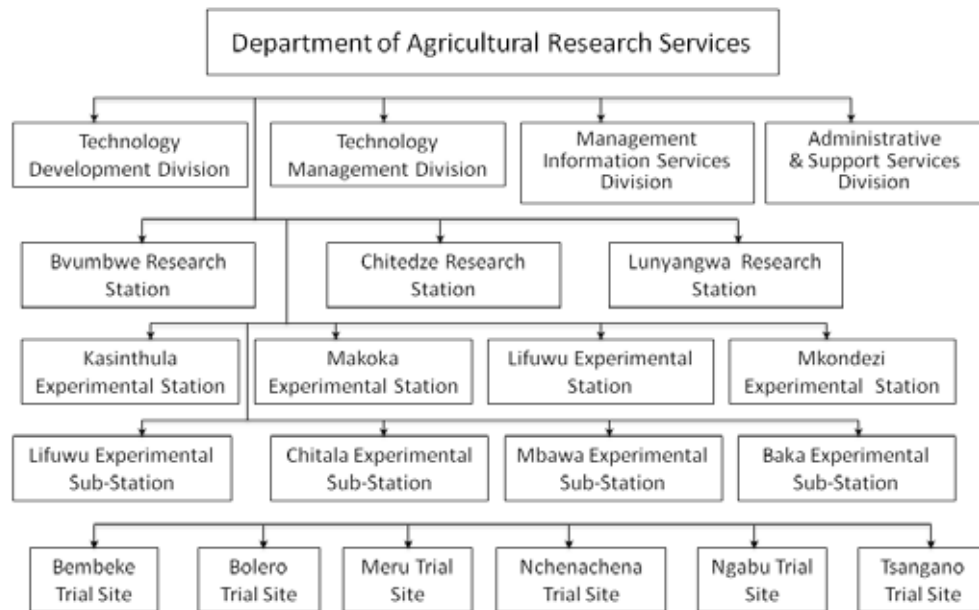 Department of Agricultural Research Services
Technology
Development Division
Technology
Management Division
Management
Information Services
Division
Administrative
& Support Services
Division
Bvumbwe Research
Station
Chitedze Research
Station
Lunyangwa Research
Station
Kasinthula
Experimental Station
Makoka
Experimental Station
Lifuwu Experimental
Station
Mkondezi
Experimental Station
Lifuwu Experimental
Sub-Station
Chitala Experimental
Sub-Station
Mbawa Experimental
Sub-Station
Baka Experimental
Sub-Station
Bembeke
Trial Site
Bolero
Trial Site
Meru Trial
Site
Nchenachena
Trial Site
Ngabu Trial
Site
Tsangano
Trial Site